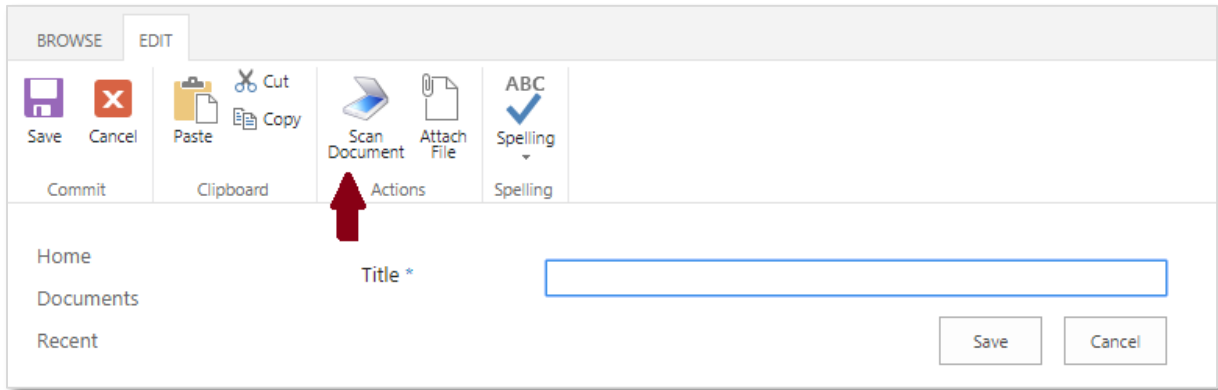 BROWSE EDIT
Cut
ABC
Copy
Save Cancel Paste Scan Document Attach File Spelling
Commit Clipboard Actions Spelling
Home
Title *
Documents
Recent
Save Cancel